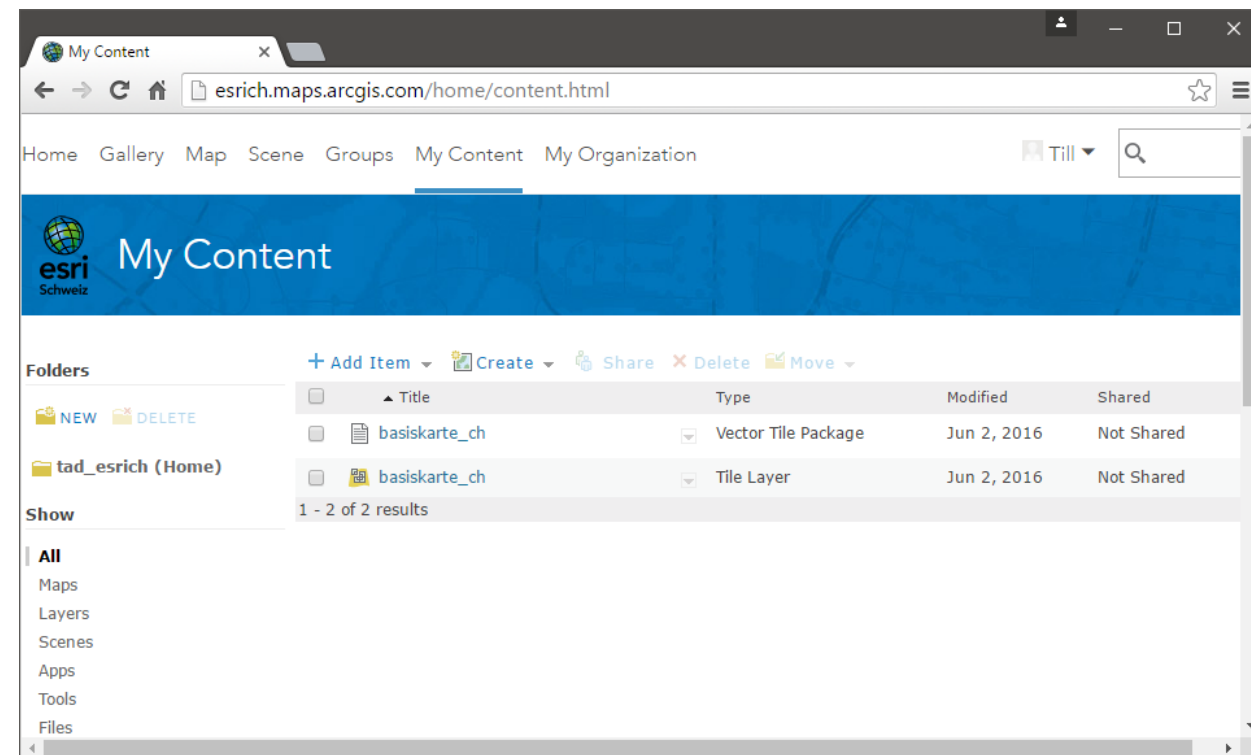 My Content
esrich.maps.arcgis.com/home/content.html
Home Gallery Map Scene Groups My Content My Organization Till
esri
Schweiz
My Content
Folders
NEW DELETE
tad_esrich (Home)
Show
All
Maps
Layers
Scenes
Apps
Tools
Files
Add Item Create Share Delete Move
Title Type Modified Shared
basiskarte_ch Vector Tile Package Jun 2, 2016 Not Shared
basiskarte_ch Tile Layer Jun 2, 2016 Not Shared
1 - 2 of 2 results